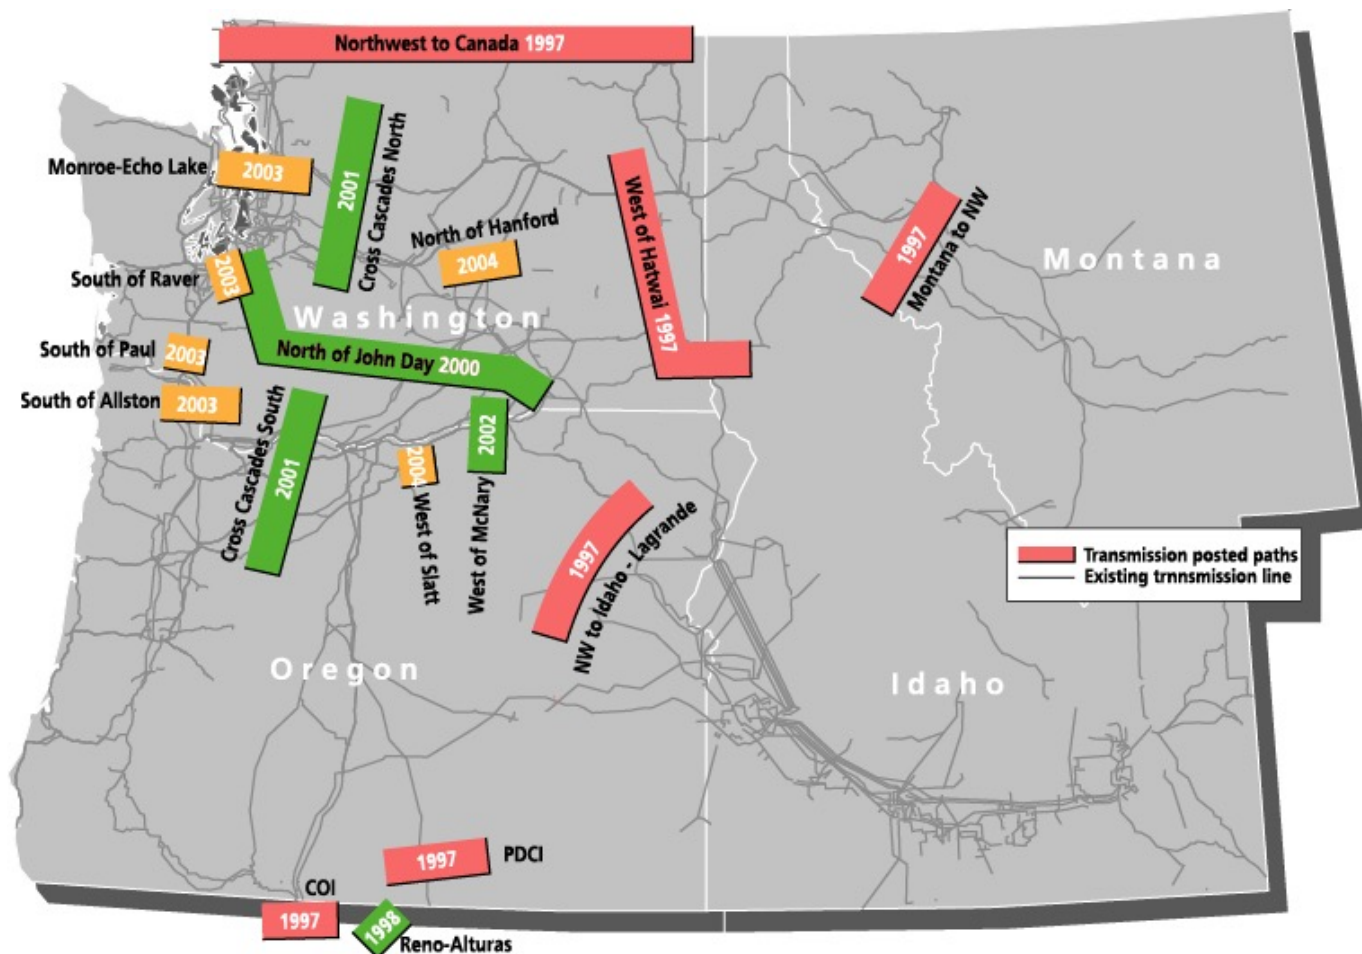 Northwest to Canada 1997
Monroe-Echo Lake
2003
2001
Cross Cascades North
North of Hanford
2004
West of Hatwai 1997
1997
Montana to NW
Montana
South of Raver
2003
Washington
South of Paul
2003
North of John Day 2000
South of Allston
2003
Cross Cascades South
2001
2004
West of Slatt
2002
West of McNary
1997
NW to Idaho - Lagrande
Transmission posted paths
Existing trnnsmission line
Oregon
Idaho
1997
PDCI
COI
1997
1998
Reno-Alturas